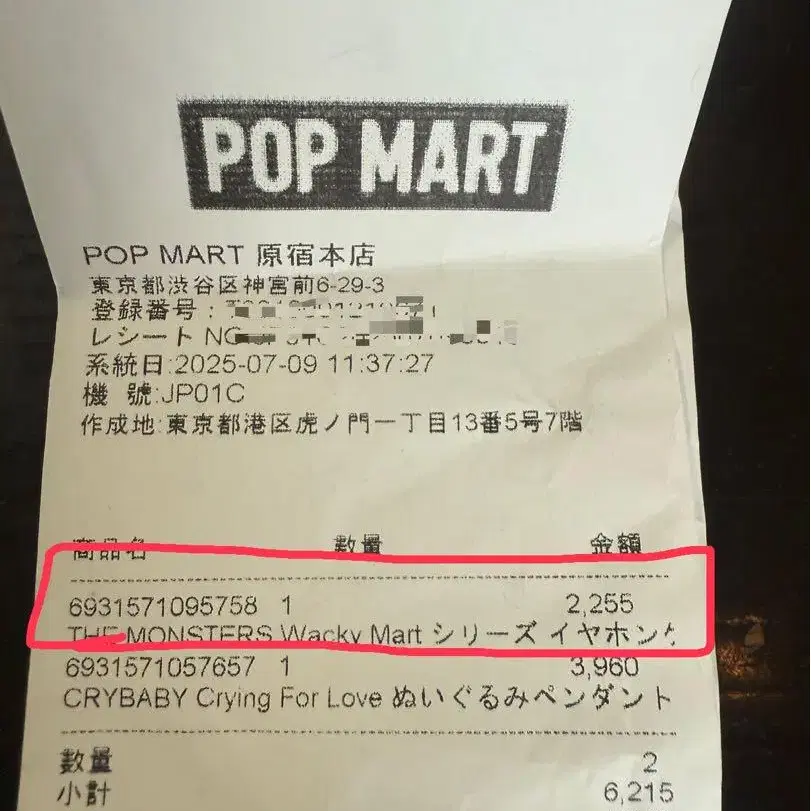 POP MART
POP MART 原宿本店
東京都渋谷区神宮前6-29-3
登録番号:
レシート NO
系統日:2025-07-09 11:37:27
機 號:JP01C
作成地:東京都港区虎ノ門一丁目13番5号7階
商品名 数量 金額
6931571095758 1 2,255
THE MONSTERS Wacky Mart シリーズ イヤホンケ
6931571057657 1 3,960
CRYBABY Crying For Love ぬいぐるみペンダント
数量 2
小計 6,215